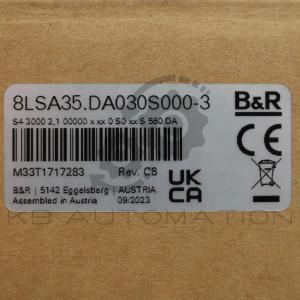 8LSA35.DA030S000-3
B&R
S4 3000 2,1 00000 x xx 0 S0 xx S 560 DA
CE
M33T1717283 Rev. C8
UK
CA
B&R | 5142 Eggelsberg | AUSTRIA
Assembled in Austria 09/2023
KB AUTOMATION